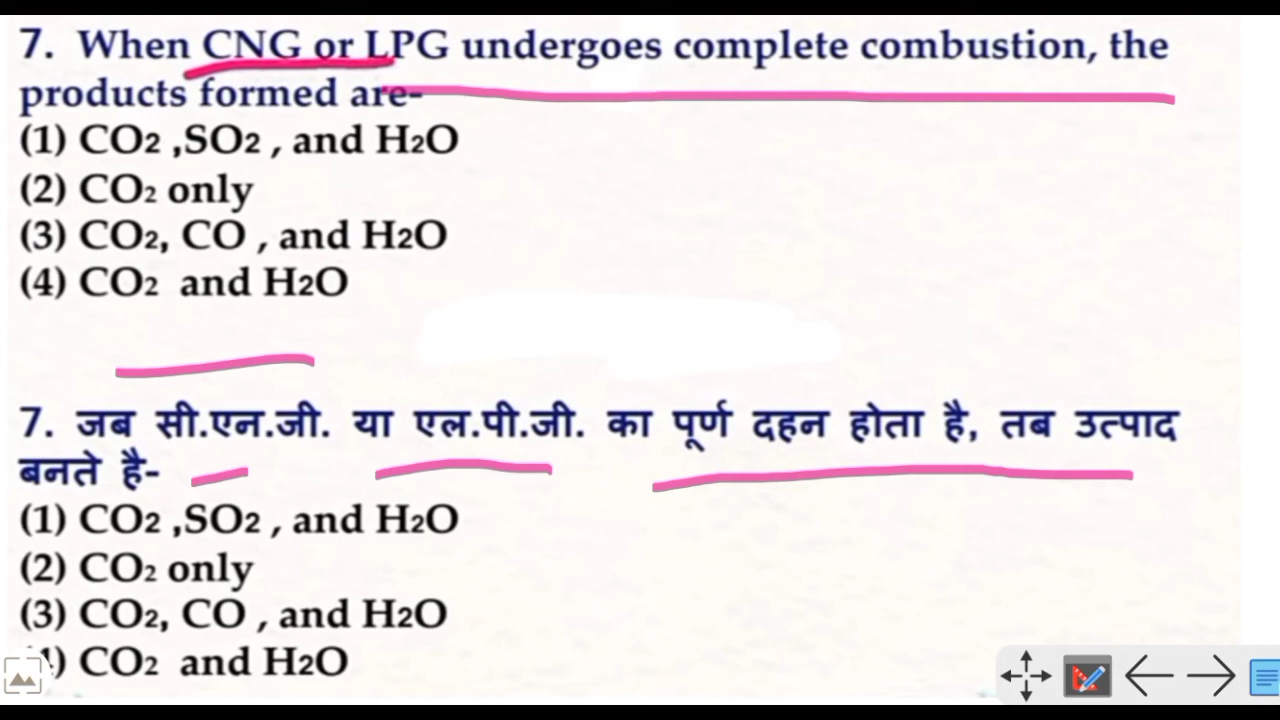 7. When CNG or LPG undergoes complete combustion, the
products formed are-
(1) CO2 ,SO2 , and H2O
(2) CO2 only
(3) CO2, CO , and H2O
(4) CO2 and H2O
7. जब सी.एन.जी. या एल.पी.जी. का पूर्ण दहन होता है, तब उत्पाद
बनते है-
(1) CO2 ,SO2 , and H2O
(2) CO2 only
(3) CO2, CO , and H2O
4) CO2 and H2O